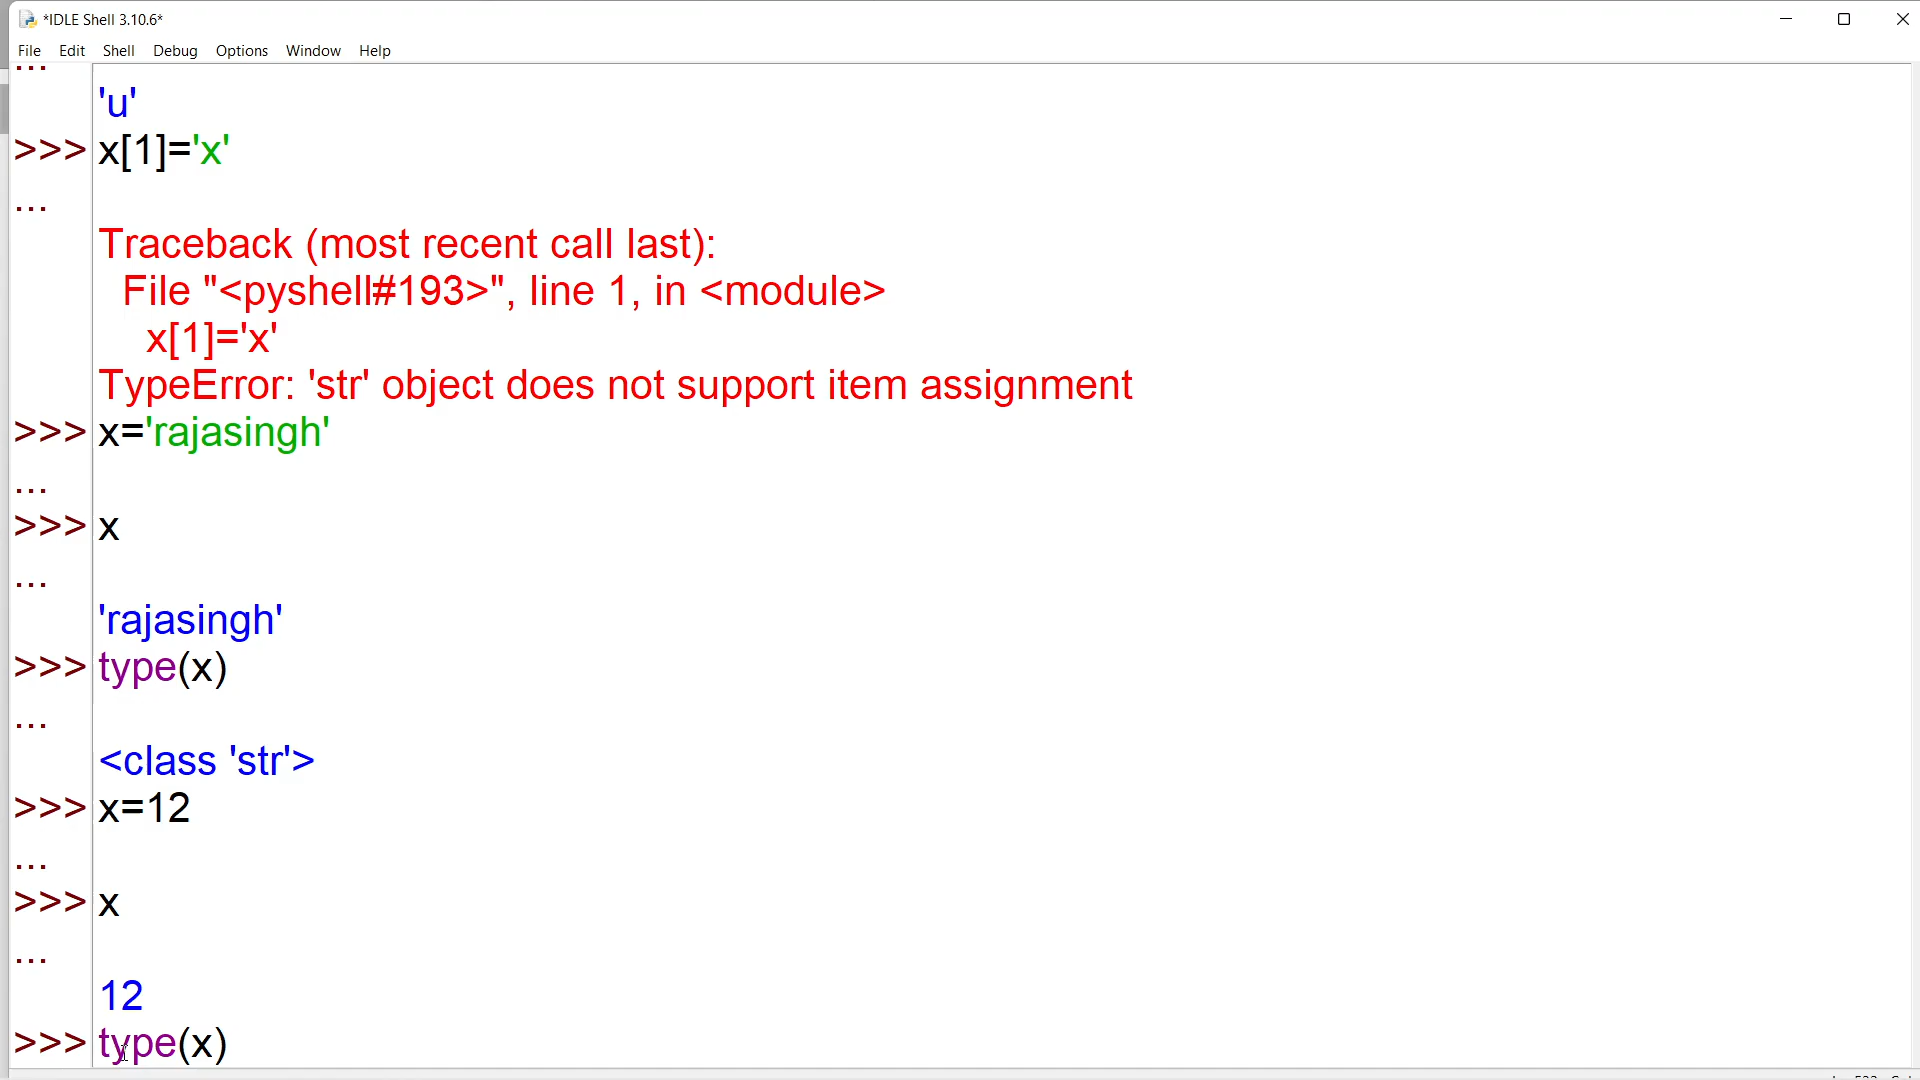 *IDLE Shell 3.10.6*
File Edit Shell Debug Options Window Help
...
'u'
>>> x[1]='x'
...
Traceback (most recent call last):
File "<pyshell#193>", line 1, in <module>
x[1]='x'
TypeError: 'str' object does not support item assignment
>>> x='rajasingh'
...
>>> x
...
'rajasingh'
>>> type(x)
...
<class 'str'>
>>> x=12
...
>>> x
...
12
>>> type(x)